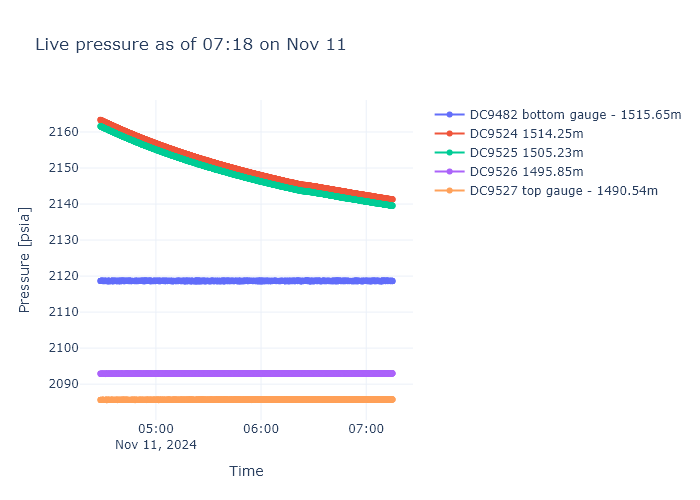 Live pressure as of 07:18 on Nov 11
DC9482 bottom gauge - 1515.65m
DC9524 1514.25m
DC9525 1505.23m
DC9526 1495.85m
DC9527 top gauge - 1490.54m
Pressure [psia]
2160
2150
2140
2130
2120
2110
2100
2090
05:00 06:00 07:00
Nov 11, 2024
Time